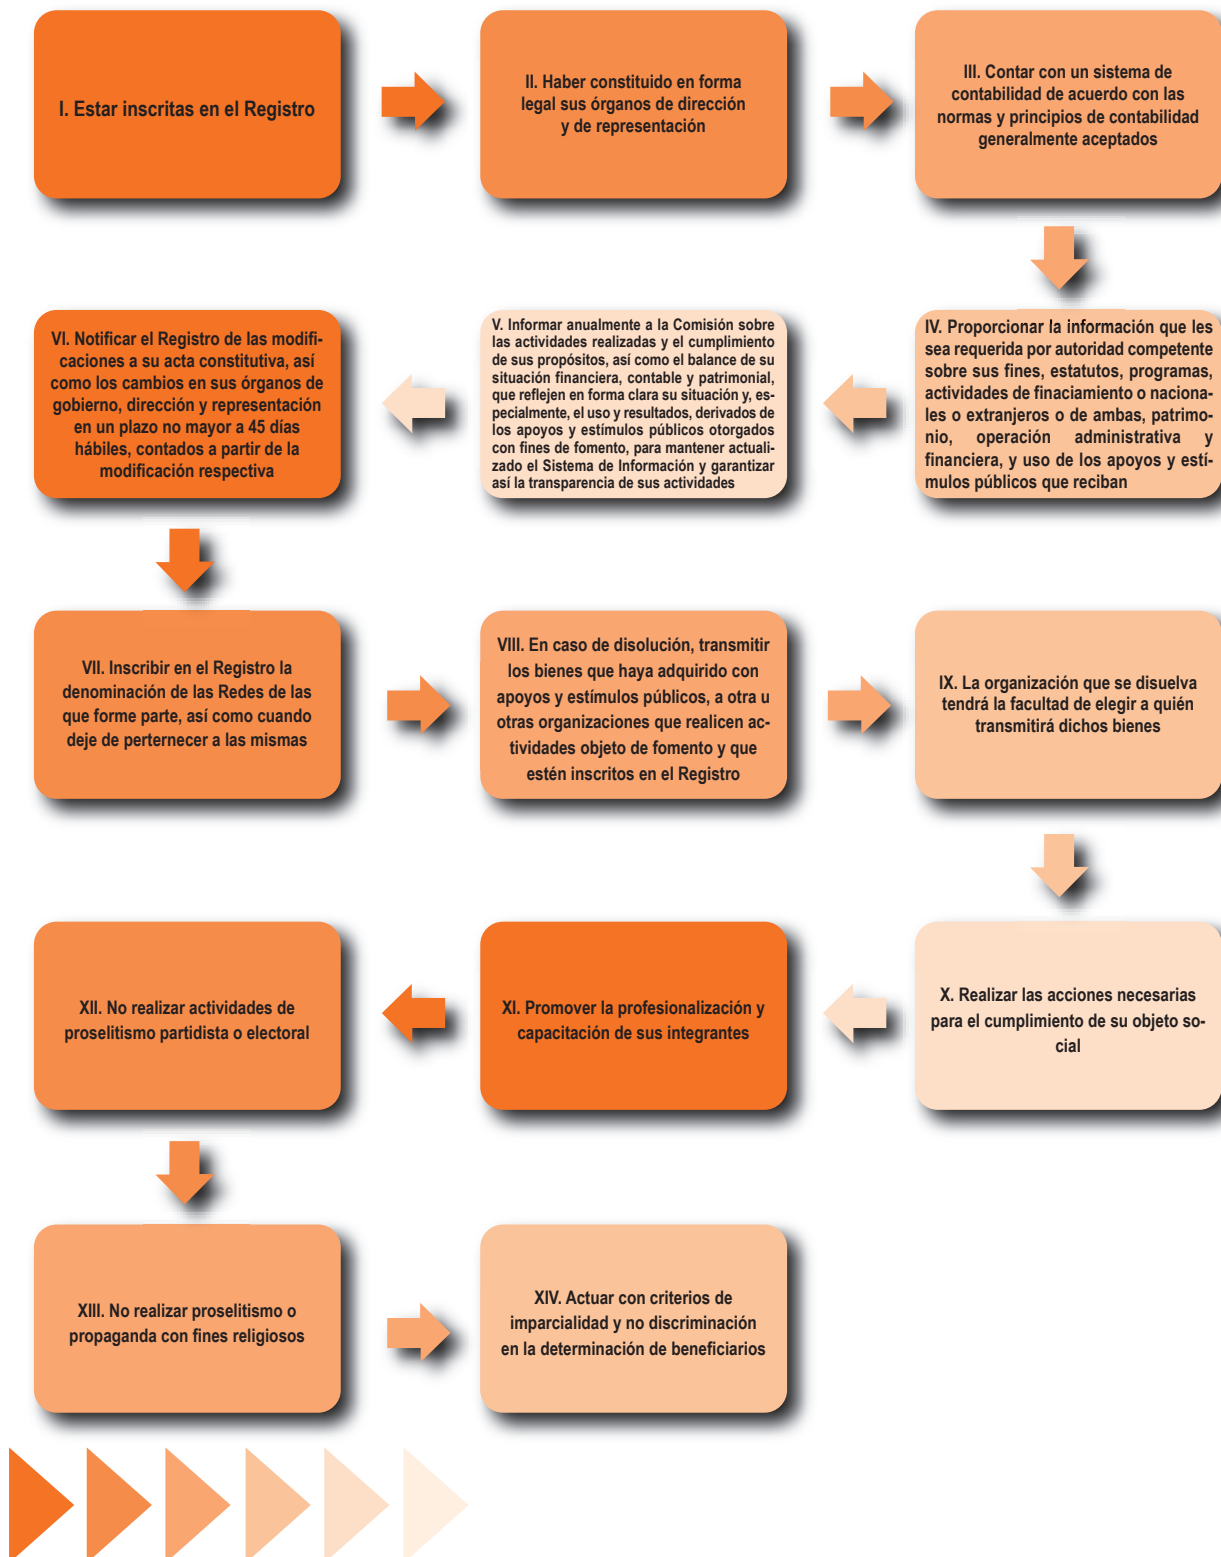 I. Estar inscritas en el Registro
II. Haber constituido en forma
legal sus órganos de dirección
y de representación
III. Contar con un sistema de
contabilidad de acuerdo con las
normas y principios de contabilidad
generalmente aceptados
IV. Proporcionar la información que les
sea requerida por autoridad competente
sobre sus fines, estatutos, programas,
actividades de finaciamiento o naciona-
les o extranjeros o de ambas, patrimo-
nio, operación administrativa y
financiera, y uso de los apoyos y estí-
mulos públicos que reciban
V. Informar anualmente a la Comisión sobre
las actividades realizadas y el cumplimiento
de sus propósitos, así como el balance de su
situación financiera, contable y patrimonial,
que reflejen en forma clara su situación y, es-
pecialmente, el uso y resultados, derivados de
los apoyos y estímulos públicos otorgados
con fines de fomento, para mantener actuali-
zado el Sistema de Información y garantizar
así la transparencia de sus actividades
VI. Notificar el Registro de las modifi-
caciones a su acta constitutiva, así
como los cambios en sus órganos de
gobierno, dirección y representación
en un plazo no mayor a 45 días
hábiles, contados a partir de la
modificación respectiva
VII. Inscribir en el Registro la
denominación de las Redes de las
que forme parte, así como cuando
deje de perternecer a las mismas
VIII. En caso de disolución, transmitir
los bienes que haya adquirido con
apoyos y estímulos públicos, a otra u
otras organizaciones que realicen ac-
tividades objeto de fomento y que
estén inscritos en el Registro
IX. La organización que se disuelva
tendrá la facultad de elegir a quién
transmitirá dichos bienes
X. Realizar las acciones necesarias
para el cumplimiento de su objeto so-
cial
XI. Promover la profesionalización y
capacitación de sus integrantes
XII. No realizar actividades de
proselitismo partidista o electoral
XIII. No realizar proselitismo o
propaganda con fines religiosos
XIV. Actuar con criterios de
imparcialidad y no discriminación
en la determinación de beneficiarios